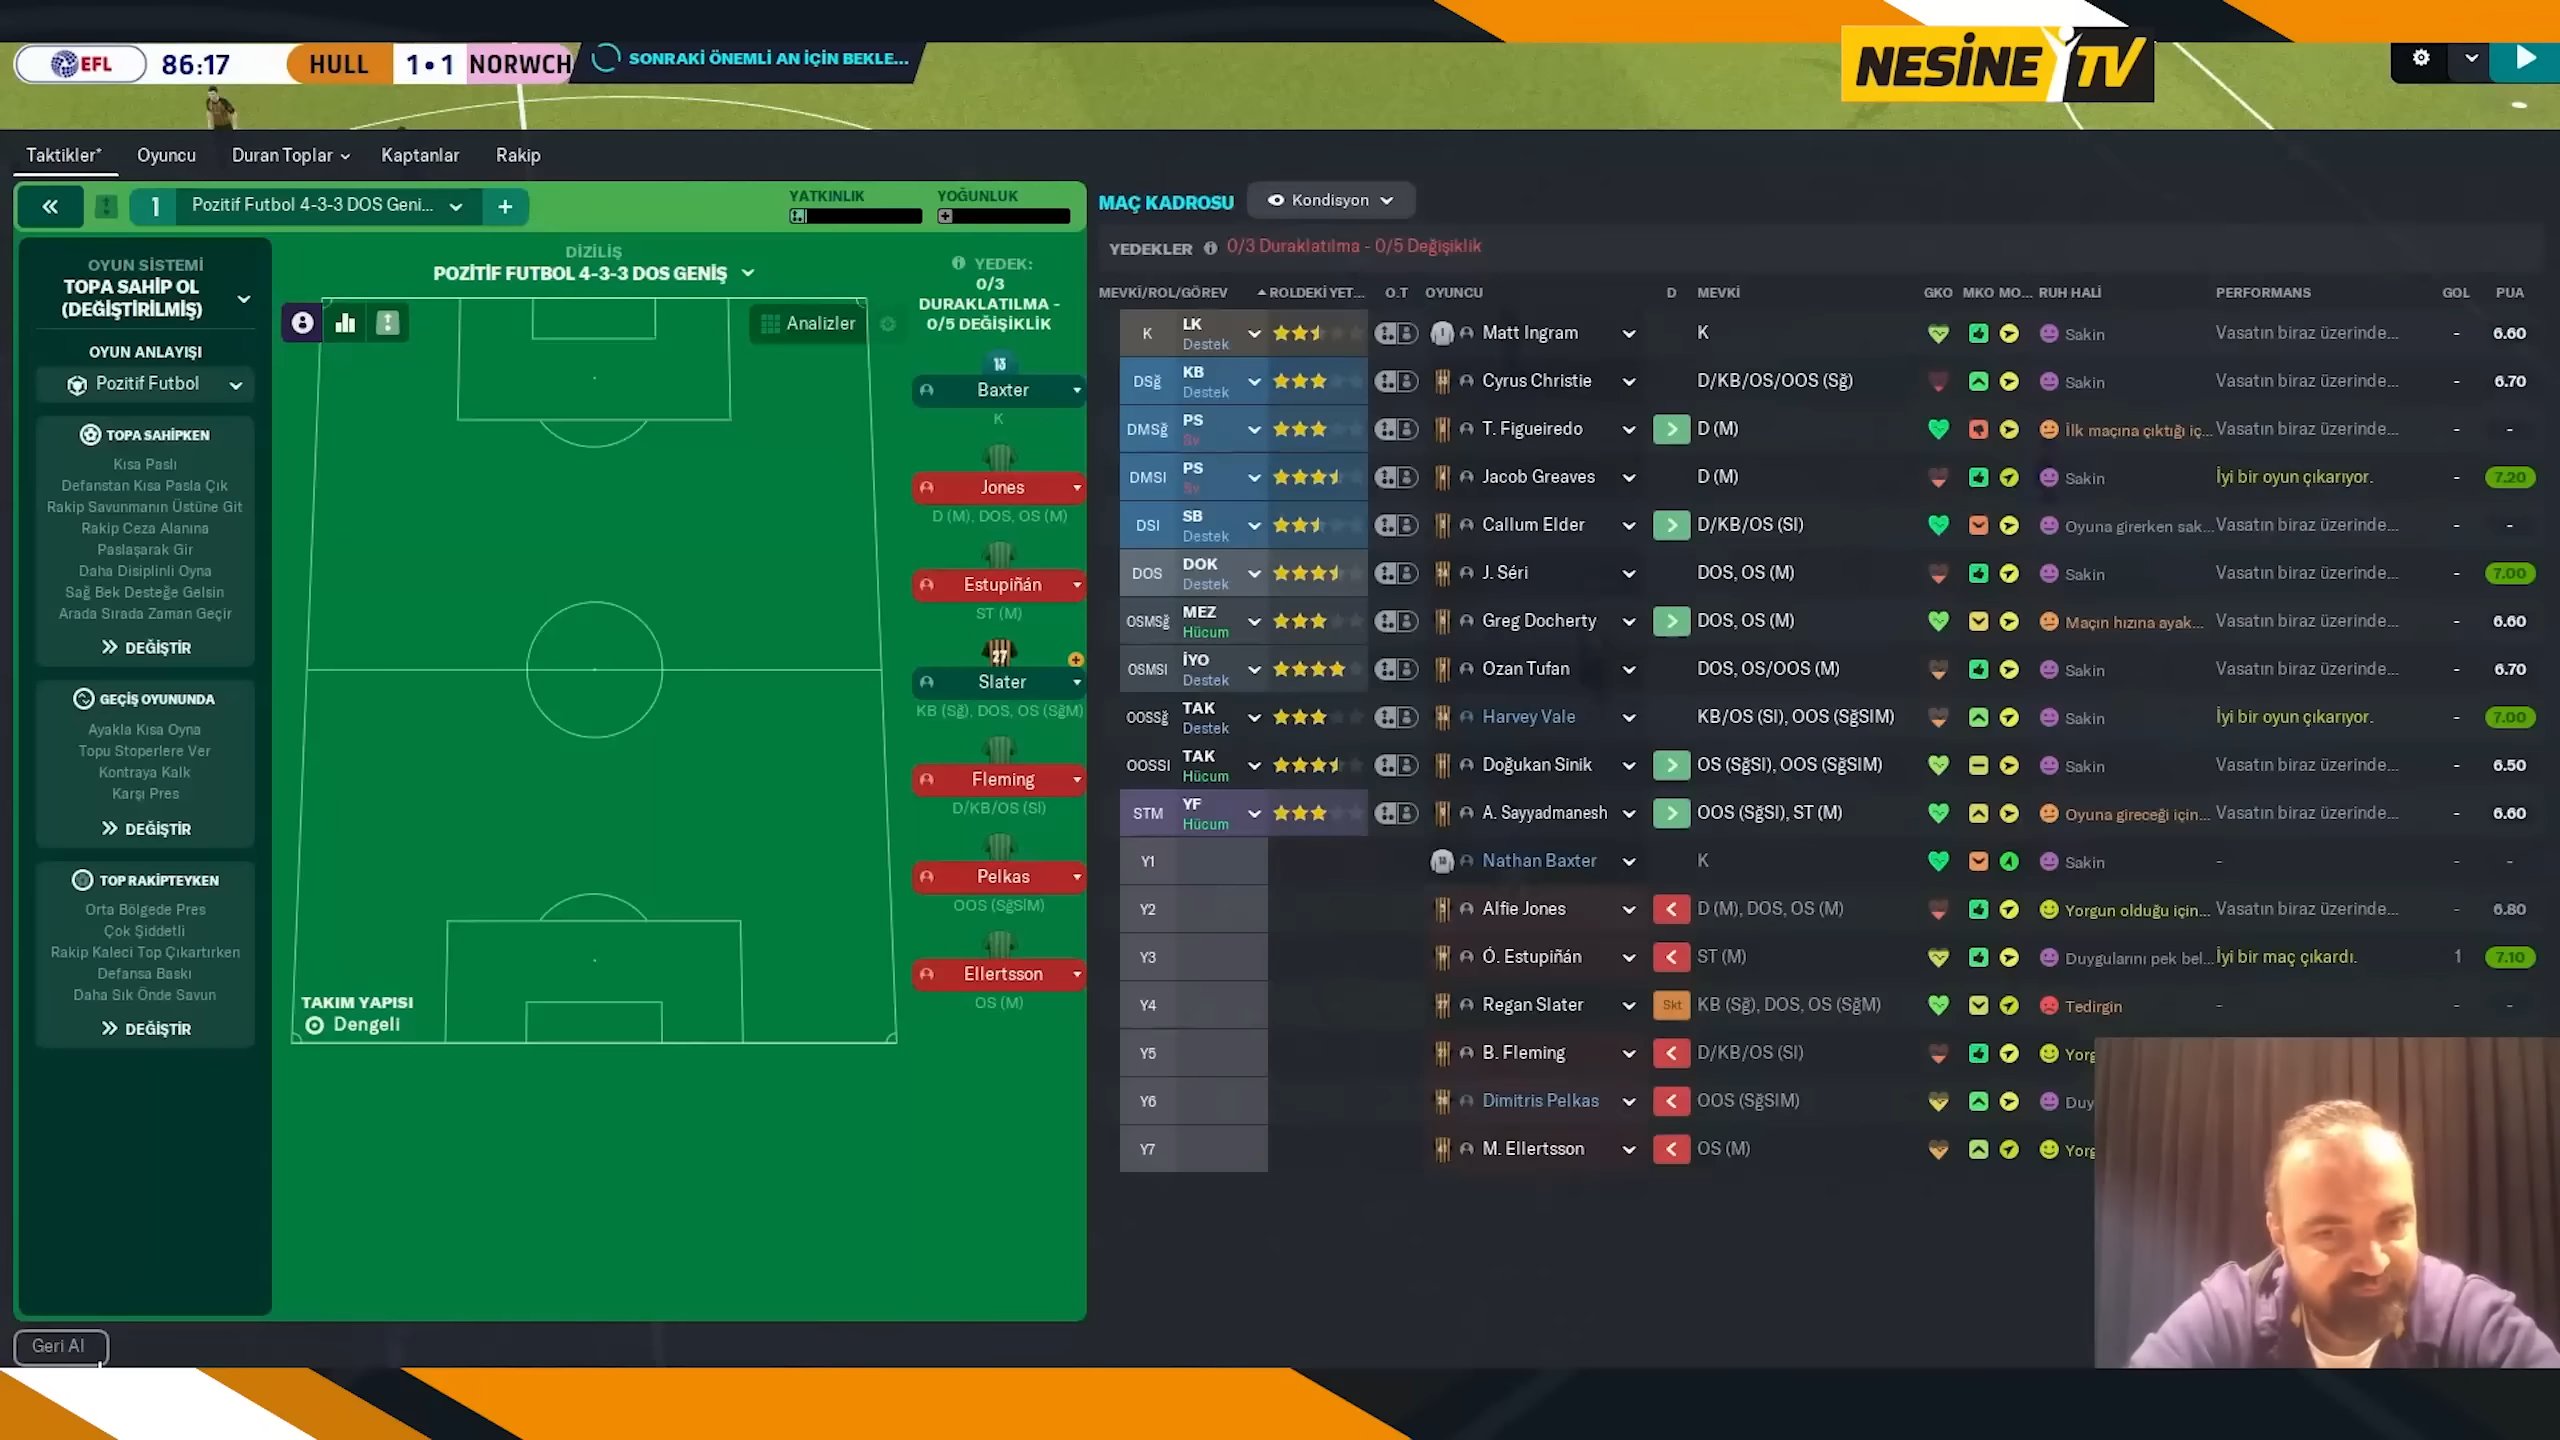 EFL 86:17 HULL 1•1 NORWCH SONRAKİ ÖNEMLİ AN İÇİN BEKLE...
NESİNE TV
Taktikler* Oyuncu Duran Toplar Kaptanlar Rakip
1 Pozitif Futbol 4-3-3 DOS Geni... +
YATKINLIK YOĞUNLUK
OYUN SİSTEMİ
TOPA SAHİP OL
(DEĞİŞTİRİLMİŞ)
OYUN ANLAYIŞI
Pozitif Futbol
TOPA SAHİPKEN
Kısa Paslı
Defanstan Kısa Pasla Çık
Rakip Savunmanın Üstüne Git
Rakip Ceza Alanına
Paslaşarak Gir
Daha Disiplinli Oyna
Sağ Bek Desteğe Gelsin
Arada Sırada Zaman Geçir
DEĞİŞTİR
GEÇİŞ OYUNUNDA
Ayakla Kısa Oyna
Topu Stoperlere Ver
Kontraya Kalk
Karşı Pres
DEĞİŞTİR
TOP RAKİPTEYKEN
Orta Bölgede Pres
Çok Şiddetli
Rakip Kaleci Top Çıkartırken
Defansa Baskı
Daha Sık Önde Savun
DEĞİŞTİR
DİZİLİŞ
POZİTİF FUTBOL 4-3-3 DOS GENİŞ
Analizler
TAKIM YAPISI
Dengeli
YEDEK:
0/3
DURAKLATILMA -
0/5 DEĞİŞİKLİK
13
Baxter
K
Jones
D (M), DOS, OS (M)
Estupiñán
ST (M)
27
Slater
KB (Sğ), DOS, OS (SğM)
Fleming
D/KB/OS (Sl)
Pelkas
OOS (SğSlM)
Ellertsson
OS (M)
MAÇ KADROSU Kondisyon
YEDEKLER 0/3 Duraklatılma - 0/5 Değişiklik
MEVKİ/ROL/GÖREV ROLDEKİ YET... O.T OYUNCU D MEVKİ GKO MKO MO... RUH HALİ PERFORMANS GOL PUA
K LK Destek Matt Ingram K Sakin Vasatın biraz üzerinde... - 6.60
DSğ KB Destek Cyrus Christie D/KB/OS/OOS (Sğ) Sakin Vasatın biraz üzerinde... - 6.70
DMSğ PS Sv T. Figueiredo D (M) İlk maçına çıktığı iç... Vasatın biraz üzerinde... - -
DMSl PS Sv Jacob Greaves D (M) Sakin İyi bir oyun çıkarıyor. - 7.20
DSl SB Destek Callum Elder D/KB/OS (Sl) Oyuna girerken sak... Vasatın biraz üzerinde... - -
DOS DOK Destek J. Séri DOS, OS (M) Sakin Vasatın biraz üzerinde... - 7.00
OSMSğ MEZ Hücum Greg Docherty DOS, OS (M) Maçın hızına ayak... Vasatın biraz üzerinde... - 6.60
OSMSl İYO Destek Ozan Tufan DOS, OS/OOS (M) Sakin Vasatın biraz üzerinde... - 6.70
OOSSğ TAK Destek Harvey Vale KB/OS (Sl), OOS (SğSlM) Sakin İyi bir oyun çıkarıyor. - 7.00
OOSSl TAK Hücum Doğukan Sinik OS (SğSl), OOS (SğSlM) Sakin Vasatın biraz üzerinde... - 6.50
STM YF Hücum A. Sayyadmanesh OOS (SğSl), ST (M) Oyuna gireceği için... Vasatın biraz üzerinde... - 6.60
Y1 Nathan Baxter K Sakin - - -
Y2 Alfie Jones D (M), DOS, OS (M) Yorgun olduğu için... Vasatın biraz üzerinde... - 6.80
Y3 Ó. Estupiñán ST (M) Duygularını pek bel... İyi bir maç çıkardı. 1 7.10
Y4 Regan Slater Skt KB (Sğ), DOS, OS (SğM) Tedirgin - - -
Y5 B. Fleming D/KB/OS (Sl) Yorg
Y6 Dimitris Pelkas OOS (SğSlM) Duy
Y7 M. Ellertsson OS (M) Yorg
Geri Al